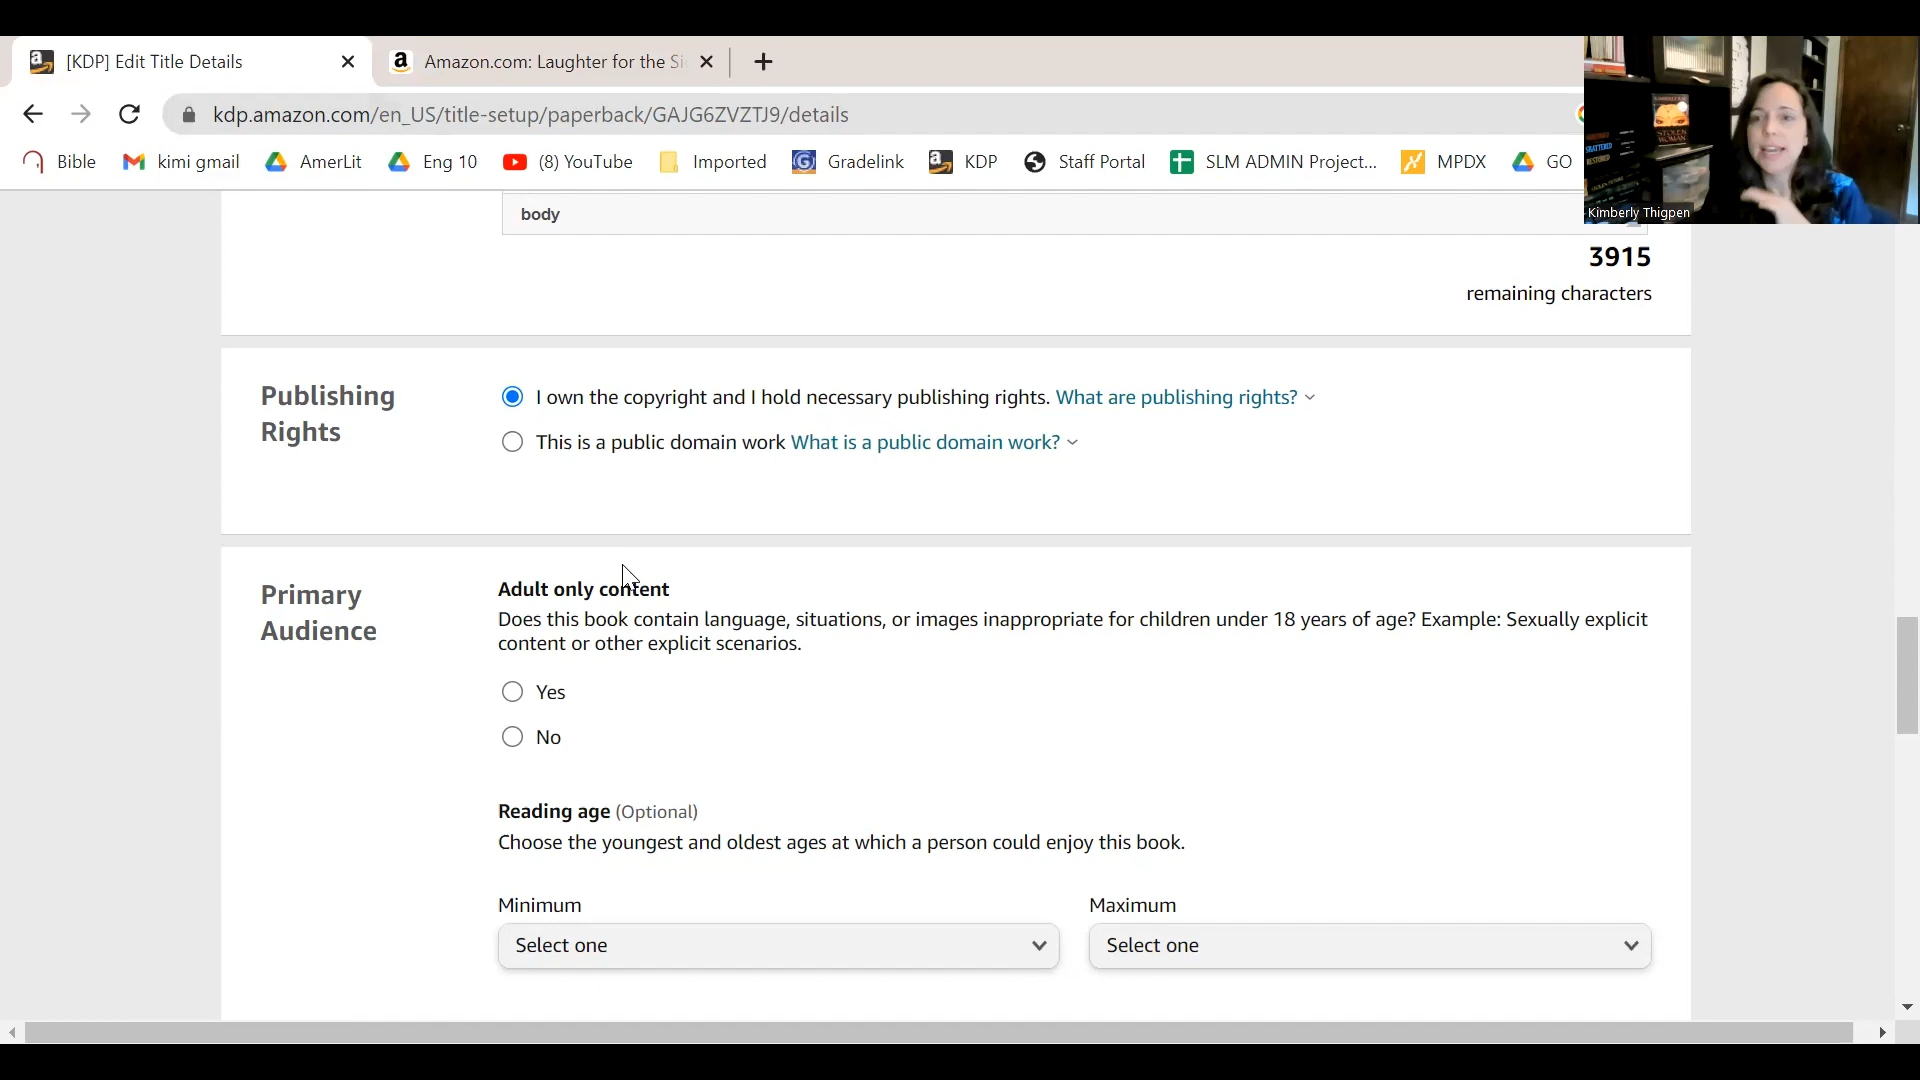 [KDP] Edit Title Details
Amazon.com: Laughter for the Si
kdp.amazon.com/en_US/title-setup/paperback/GAJG6ZVZTJ9/details
Bible kimi gmail AmerLit Eng 10 (8) YouTube Imported Gradelink KDP Staff Portal SLM ADMIN Project... MPDX GO
STOLEN
WOMAN
SHATTERED
RESTORED
Kimberly Thigpen
body
3915
remaining characters
Publishing
Rights
I own the copyright and I hold necessary publishing rights. What are publishing rights?
This is a public domain work What is a public domain work?
Primary
Audience
Adult only content
Does this book contain language, situations, or images inappropriate for children under 18 years of age? Example: Sexually explicit
content or other explicit scenarios.
Yes
No
Reading age (Optional)
Choose the youngest and oldest ages at which a person could enjoy this book.
Minimum Maximum
Select one Select one